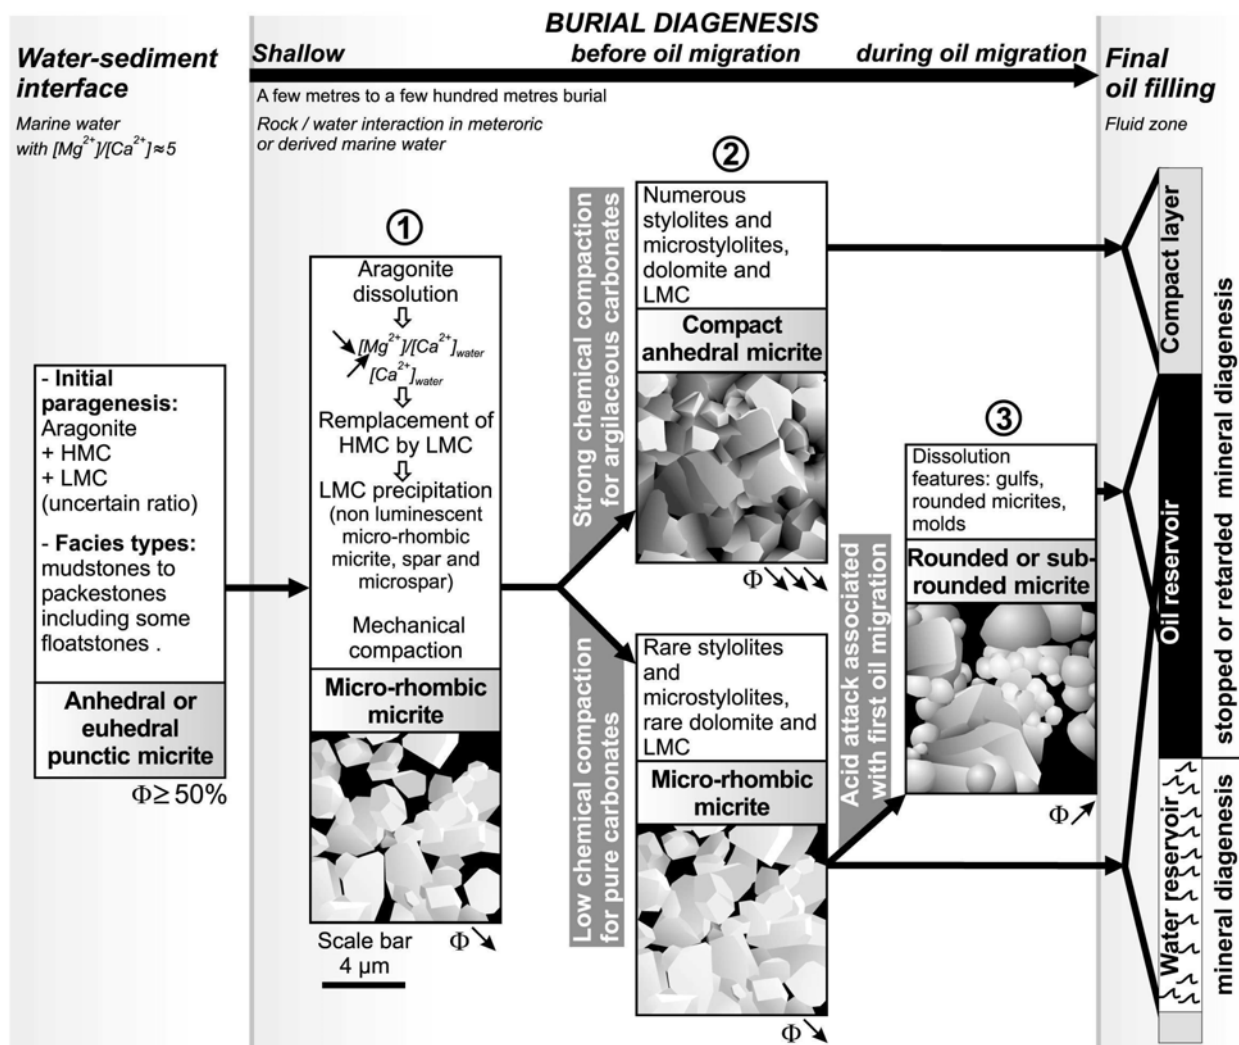 BURIAL DIAGENESIS
Water-sediment
interface
Marine water
with [Mg2+]/[Ca2+]≈5
Shallow
before oil migration
during oil migration
A few metres to a few hundred metres burial
Rock / water interaction in meteroric
or derived marine water
Final
oil filling
Fluid zone
- Initial
paragenesis:
Aragonite
+ HMC
+ LMC
(uncertain ratio)
- Facies types:
mudstones to
packestones
including some
floatstones .
Anhedral or
euhedral
punctic micrite
Φ≥ 50%
1
Aragonite
dissolution
[Mg2+]/[Ca2+]water
[Ca2+]water
Remplacement of
HMC by LMC
LMC precipitation
(non luminescent
micro-rhombic
micrite, spar and
microspar)
Mechanical
compaction
Micro-rhombic
micrite
Φ
Scale bar
4 µm
Strong chemical compaction
for argilaceous carbonates
Low chemical compaction
for pure carbonates
2
Numerous
stylolites and
microstylolites,
dolomite and
LMC
Compact
anhedral micrite
Φ
Rare stylolites
and
microstylolites,
rare dolomite and
LMC
Micro-rhombic
micrite
Φ
Acid attack associated
with first oil migration
3
Dissolution
features: gulfs,
rounded micrites,
molds
Rounded or sub-
rounded micrite
Φ
Compact layer
Oil reservoir
Water reservoir
stopped or retarded mineral diagenesis
mineral diagenesis